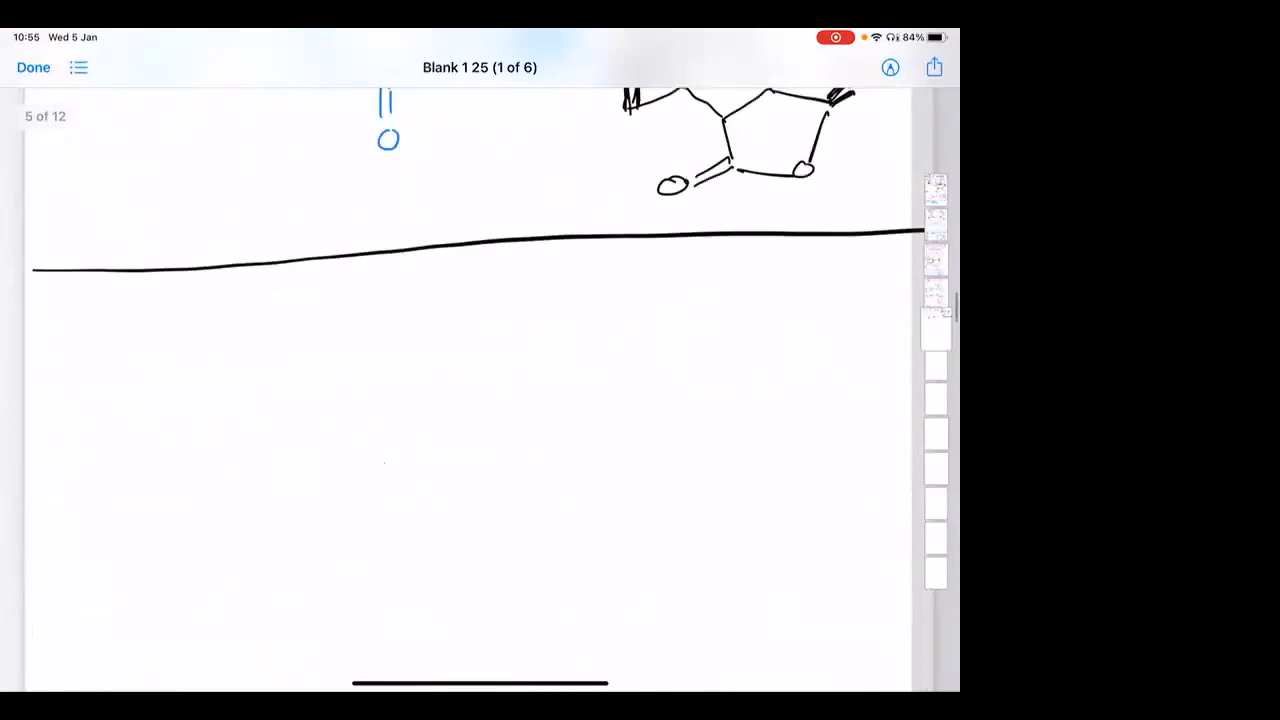 10:55 Wed 5 Jan 84%
Done Blank 1 25 (1 of 6)
5 of 12
O
O O